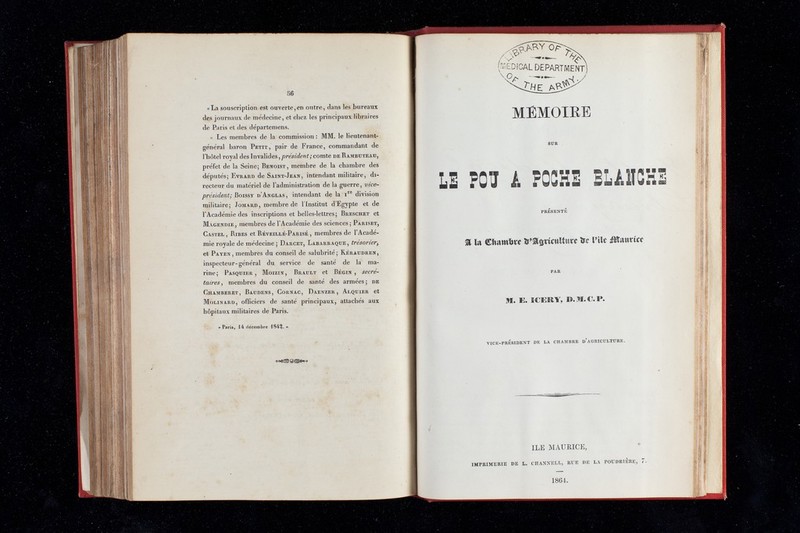 56
« La souscription est ouverte, en outre, dans les bureaux
des journaux de médecine, et chez les principaux libraires
de Paris et des départemens.
« Les membres de la commission : MM. le lieutenant-
général baron Petit, pair de France, commandant de
l'hôtel royal des Invalides, président; comte de Rambuteau,
préfet de la Seine; Benoist, membre de la chambre des
députés; Evrard de Saint-Jean, intendant militaire, di-
recteur du matériel de l'administration de la guerre, vice-
président; Boissy d'Anglas, intendant de la 1re division
militaire; Jomard, membre de l'Institut d'Egypte et de
l'Académie des inscriptions et belles-lettres; Breschet et
Magendie, membres de l'Académie des sciences; Pariset,
Castel, Ribes et Réveillé-Parise, membres de l'Acadé-
mie royale de médecine; Darcet, Labarraque, trésorier,
et Payen, membres du conseil de salubrité; Kéraudren,
inspecteur-général du service de santé de la ma-
rine; Pasquier, Moizin, Brault et Bégin, secré-
taires, membres du conseil de santé des armées; de
Chamberet, Baudens, Cornac, Daenzer, Alquier et
Molinard, officiers de santé principaux, attachés aux
hôpitaux militaires de Paris.
« Paris, 14 décembre 1842. »
LIBRARY OF THE
MEDICAL DEPARTMENT
OF THE ARMY
MÉMOIRE
SUR
LE POU A POCHE BLANCHE
PRÉSENTÉ
A la Chambre d'Agriculture de l'île Maurice
PAR
M. E. ICERY, D.M.C.P.
VICE-PRÉSIDENT DE LA CHAMBRE D'AGRICULTURE.
ILE MAURICE,
IMPRIMERIE DE L. CHANNELL, RUE DE LA POUDRIÈRE, 7.
1864.